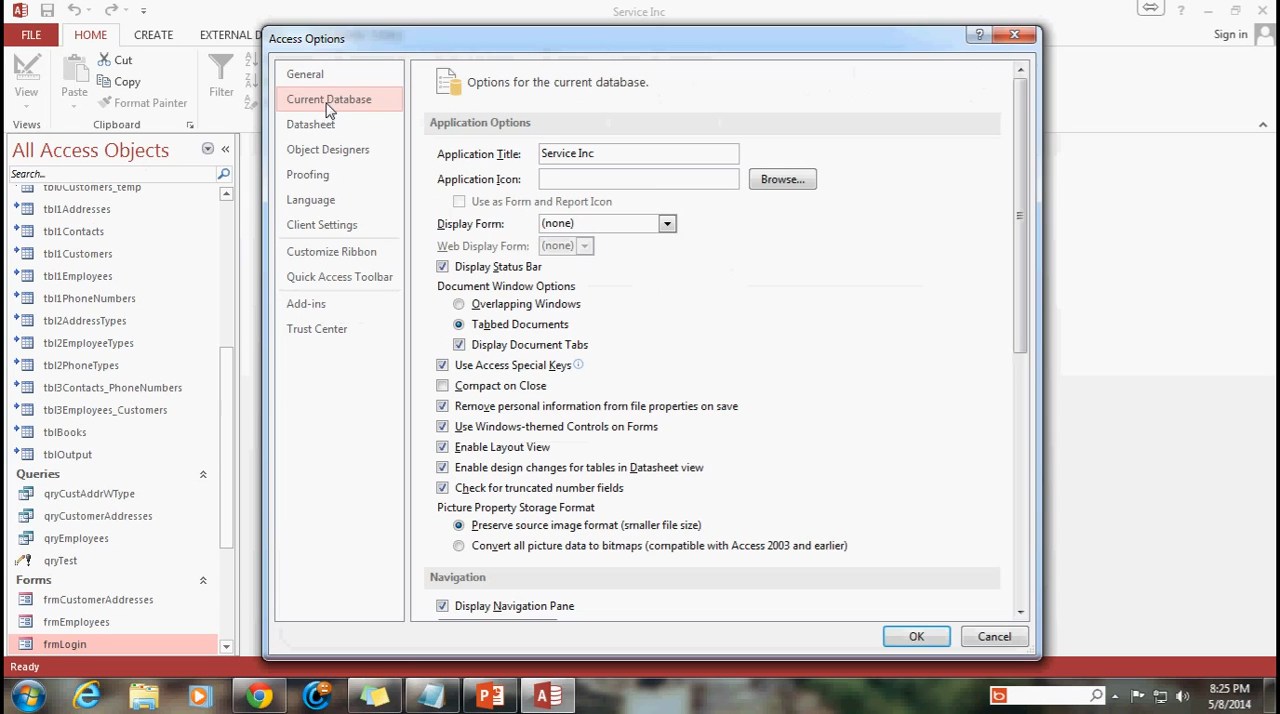 Service Inc
FILE
HOME
CREATE
EXTERNAL D
Sign in
View
Views
Paste
Cut
Copy
Format Painter
Clipboard
Filter
All Access Objects
Search...
tbl0Customers_temp
tbl1Addresses
tbl1Contacts
tbl1Customers
tbl1Employees
tbl1PhoneNumbers
tbl2AddressTypes
tbl2EmployeeTypes
tbl2PhoneTypes
tbl3Contacts_PhoneNumbers
tbl3Employees_Customers
tblBooks
tblOutput
Queries
qryCustAddrWType
qryCustomerAddresses
qryEmployees
qryTest
Forms
frmCustomerAddresses
frmEmployees
frmLogin
Ready
Access Options
General
Current Database
Datasheet
Object Designers
Proofing
Language
Client Settings
Customize Ribbon
Quick Access Toolbar
Add-ins
Trust Center
Options for the current database.
Application Options
Application Title: Service Inc
Application Icon: Browse...
Use as Form and Report Icon
Display Form: (none)
Web Display Form: (none)
Display Status Bar
Document Window Options
Overlapping Windows
Tabbed Documents
Display Document Tabs
Use Access Special Keys
Compact on Close
Remove personal information from file properties on save
Use Windows-themed Controls on Forms
Enable Layout View
Enable design changes for tables in Datasheet view
Check for truncated number fields
Picture Property Storage Format
Preserve source image format (smaller file size)
Convert all picture data to bitmaps (compatible with Access 2003 and earlier)
Navigation
Display Navigation Pane
OK
Cancel
8:25 PM
5/8/2014